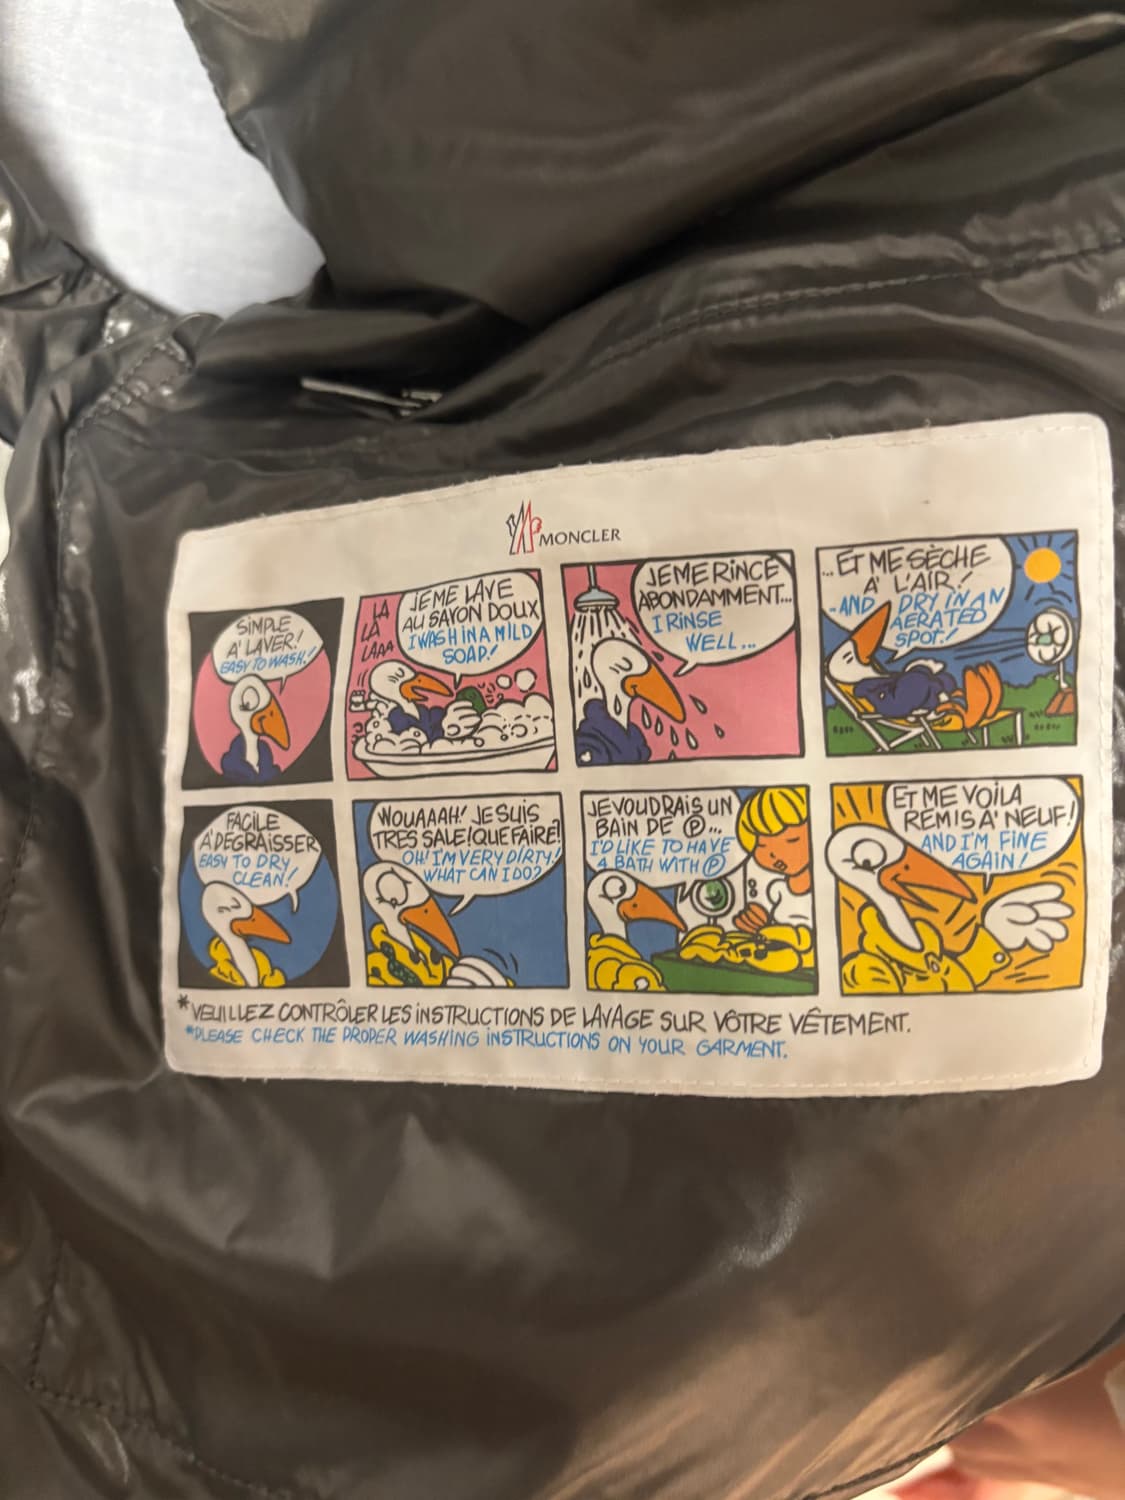 MONCLER
SIMPLE
A' LAVER!
EASY TO WASH!
LA
LA
LAAA
JE ME LAVE
AU SAVON DOUX
I WASH IN A MILD
SOAP!
JE ME RINCE
ABONDAMMENT...
I RINSE
WELL...
...ET ME SÈCHE
A' L'AIR!
-AND DRY IN AN
AERATED
SPOT!
FACILE
A' DÉGRAISSER
EASY TO DRY
CLEAN!
WOUAAAH! JE SUIS
TRES SALE! QUE FAIRE?
OH! I'M VERY DIRTY!
WHAT CAN I DO?
JE VOUDRAIS UN
BAIN DE Ⓟ...
I'D LIKE TO HAVE
A BATH WITH Ⓟ
ET ME VOILA
REMIS A' NEUF!
AND I'M FINE
AGAIN!
*VEUILLEZ CONTRÔLER LES INSTRUCTIONS DE LAVAGE SUR VÔTRE VÊTEMENT.
*PLEASE CHECK THE PROPER WASHING INSTRUCTIONS ON YOUR GARMENT.